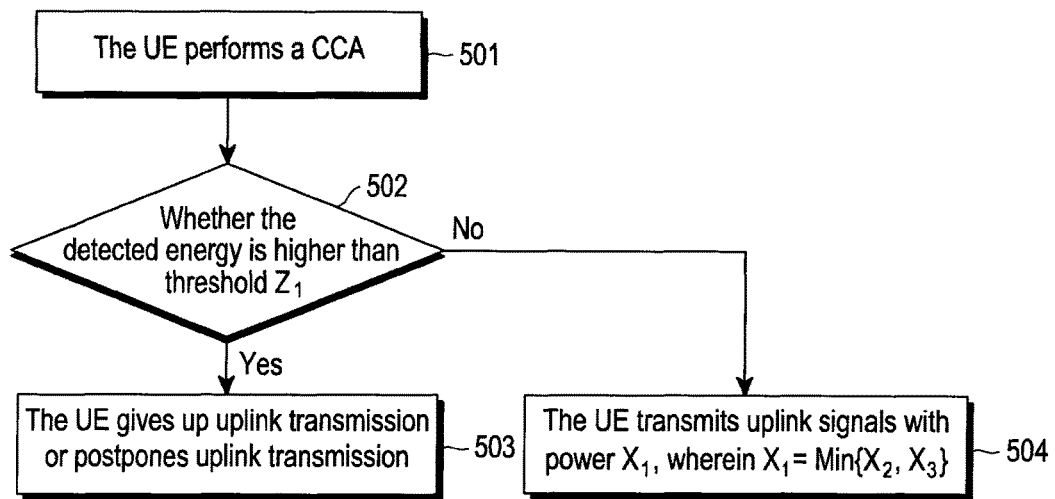 The UE performs a CCA
501
502
Whether the
detected energy is higher than
threshold Z₁
No
Yes
The UE gives up uplink transmission
or postpones uplink transmission
503
The UE transmits uplink signals with
power X₁, wherein X₁ = Min{X₂, X₃}
504